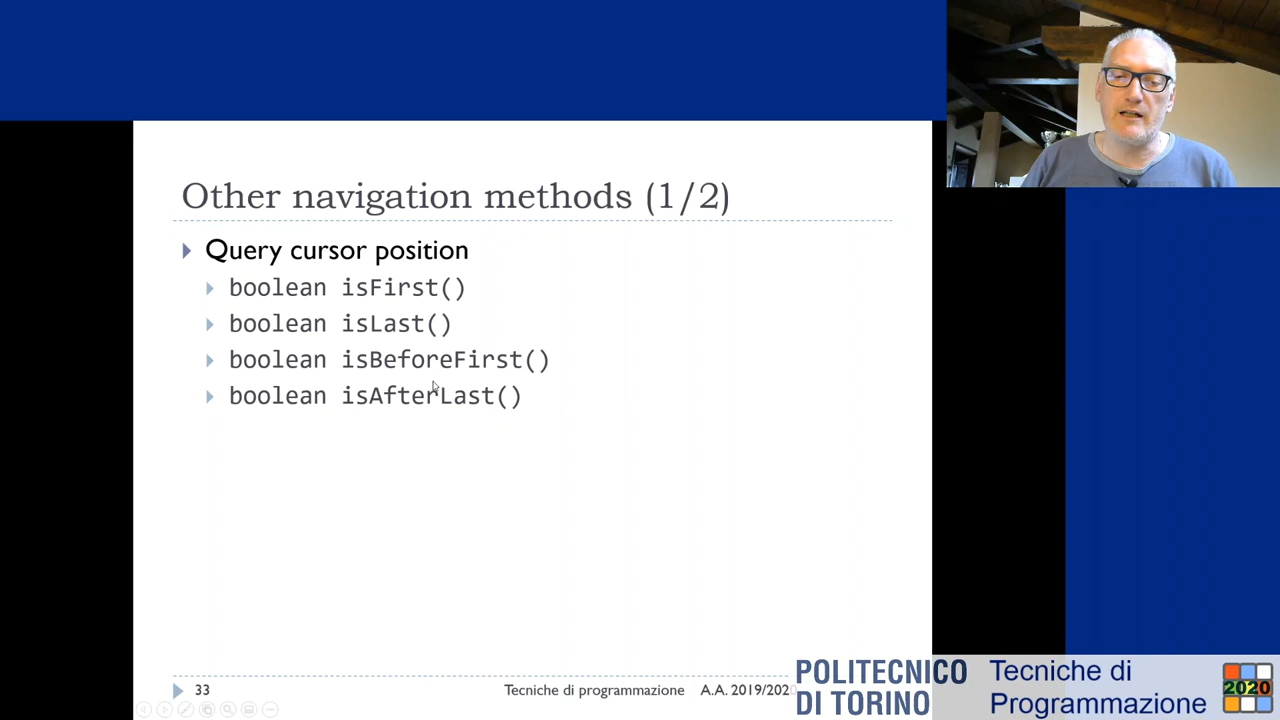 Other navigation methods (1/2)
Query cursor position
boolean isFirst()
boolean isLast()
boolean isBeforeFirst()
boolean isAfterLast()
33
Tecniche di programmazione A.A. 2019/2020
POLITECNICO
DI TORINO
Tecniche di
Programmazione
2020